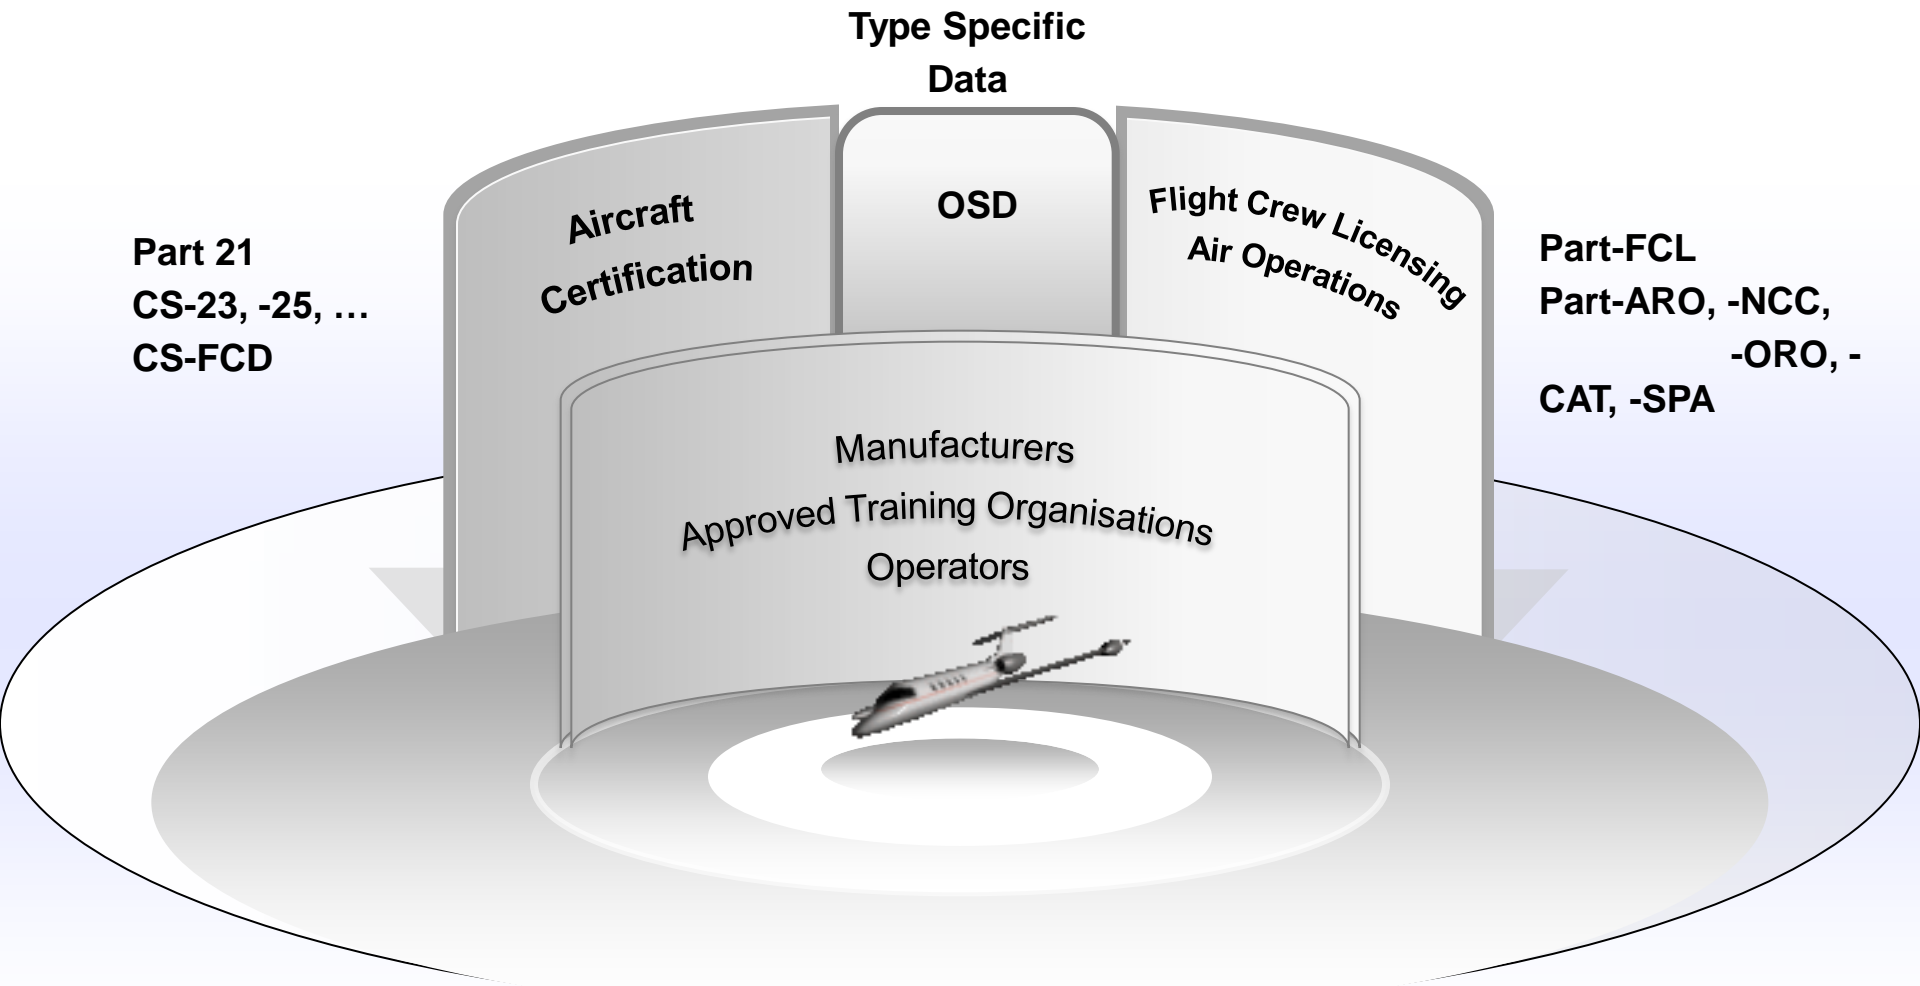 Type Specific
Data
Part 21
CS-23, -25, …
CS-FCD
Aircraft
Certification
OSD
Flight Crew Licensing
Air Operations
Part-FCL
Part-ARO, -NCC,
-ORO, -
CAT, -SPA
Manufacturers
Approved Training Organisations
Operators